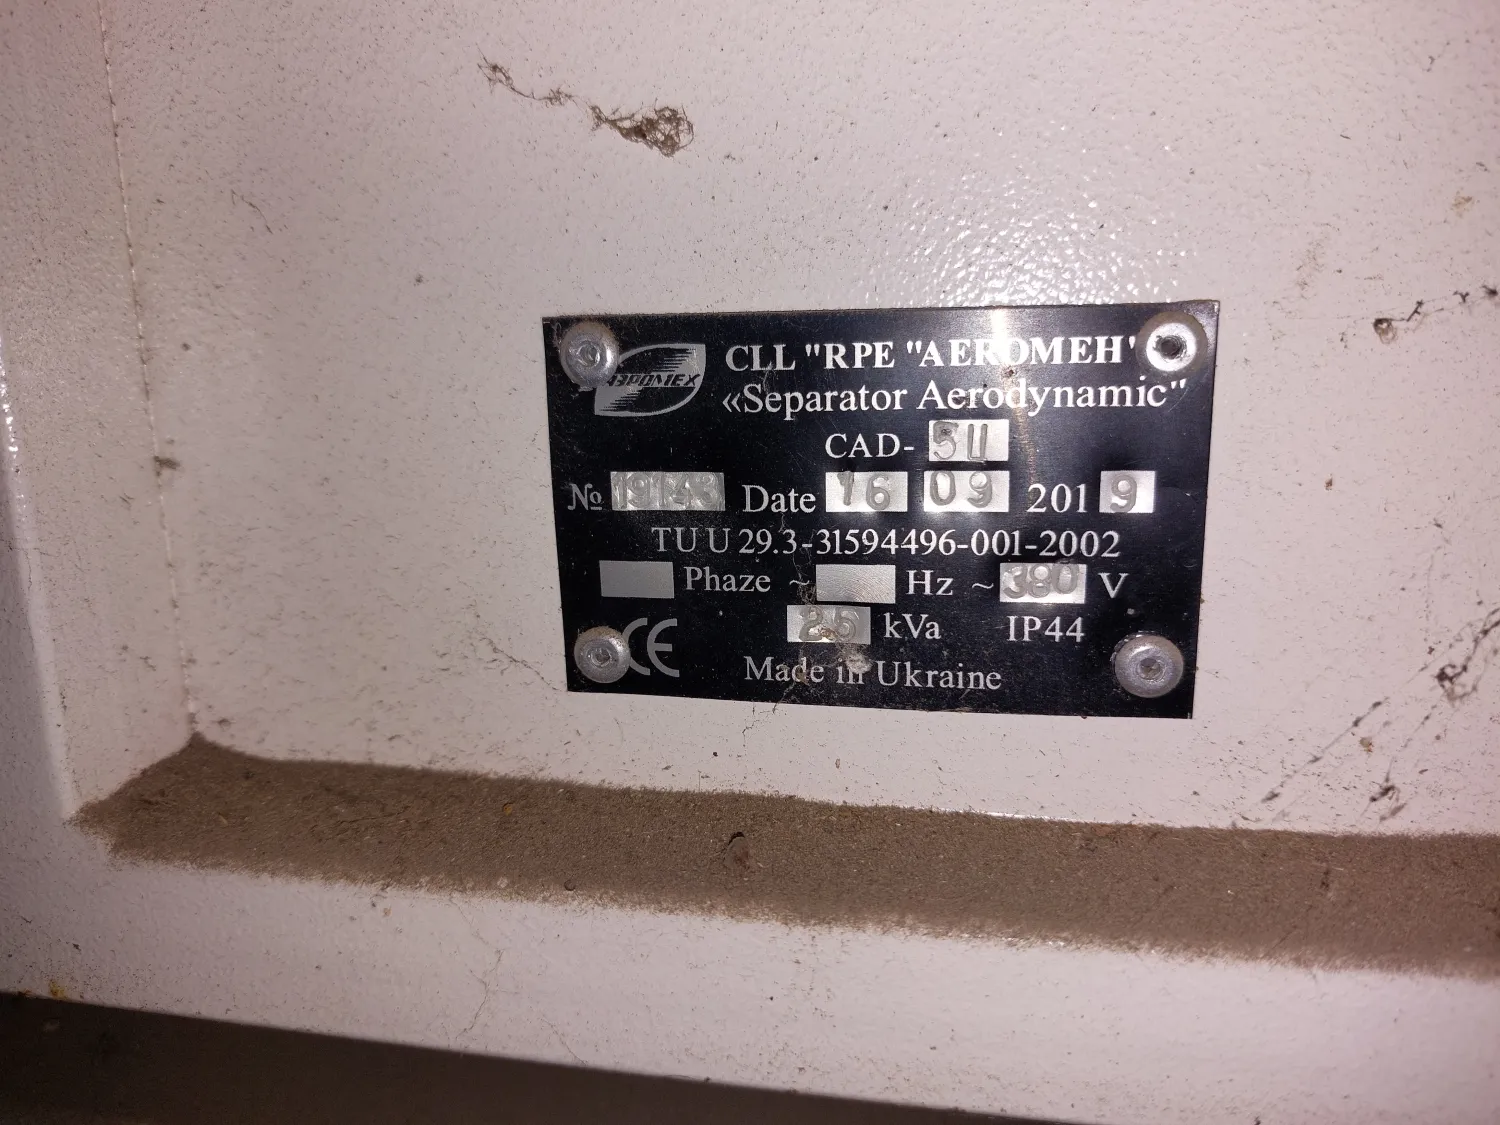 АЭРОМЕХ
CLL "RPE "AEROMEH"
«Separator Aerodynamic"
CAD-
№ Date 16 09 2019
TU U 29.3-31594496-001-2002
Phaze ~ Hz ~ 380 V
kVa IP44
CE Made in Ukraine